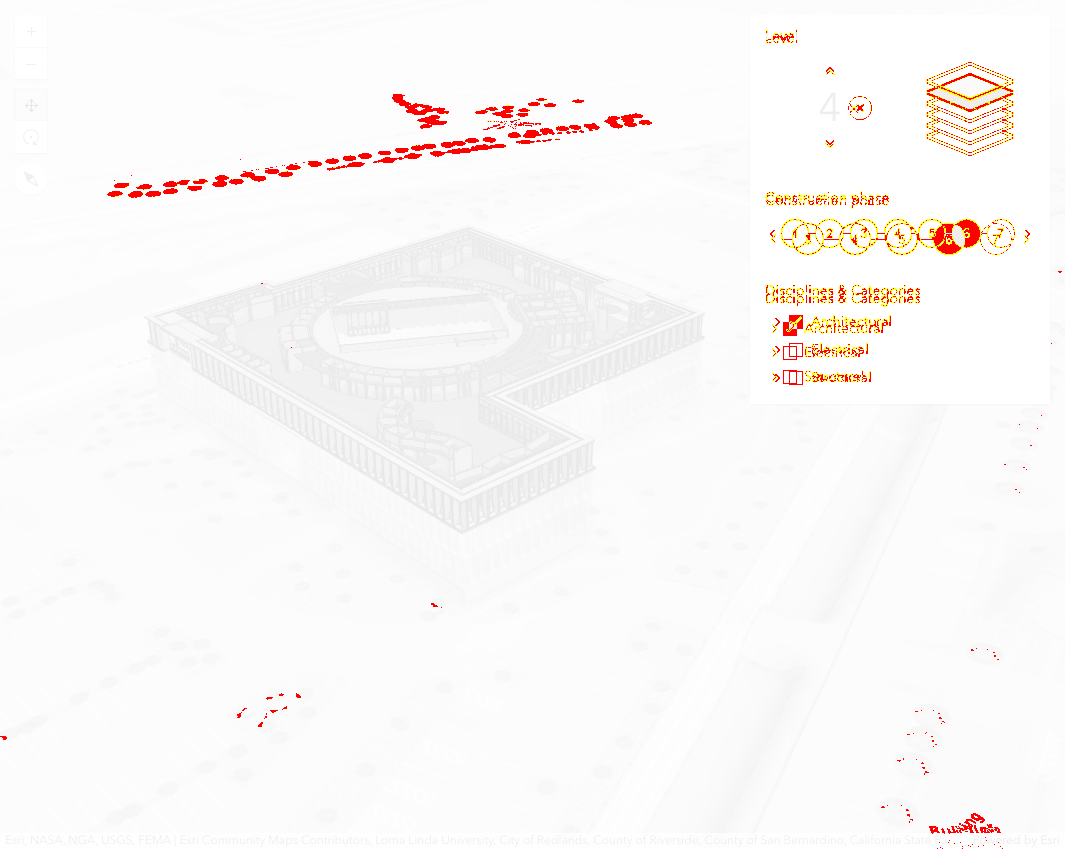 Level
4
Construction phase
1 2 3 4 5 6 7
Disciplines & Categories
Architectural
Electrical
Structural
Esri, NASA, NGA, USGS, FEMA | Esri Community Maps Contributors, Loma Linda University, City of Redlands, County of Riverside, County of San Bernardino, California State
by Esri